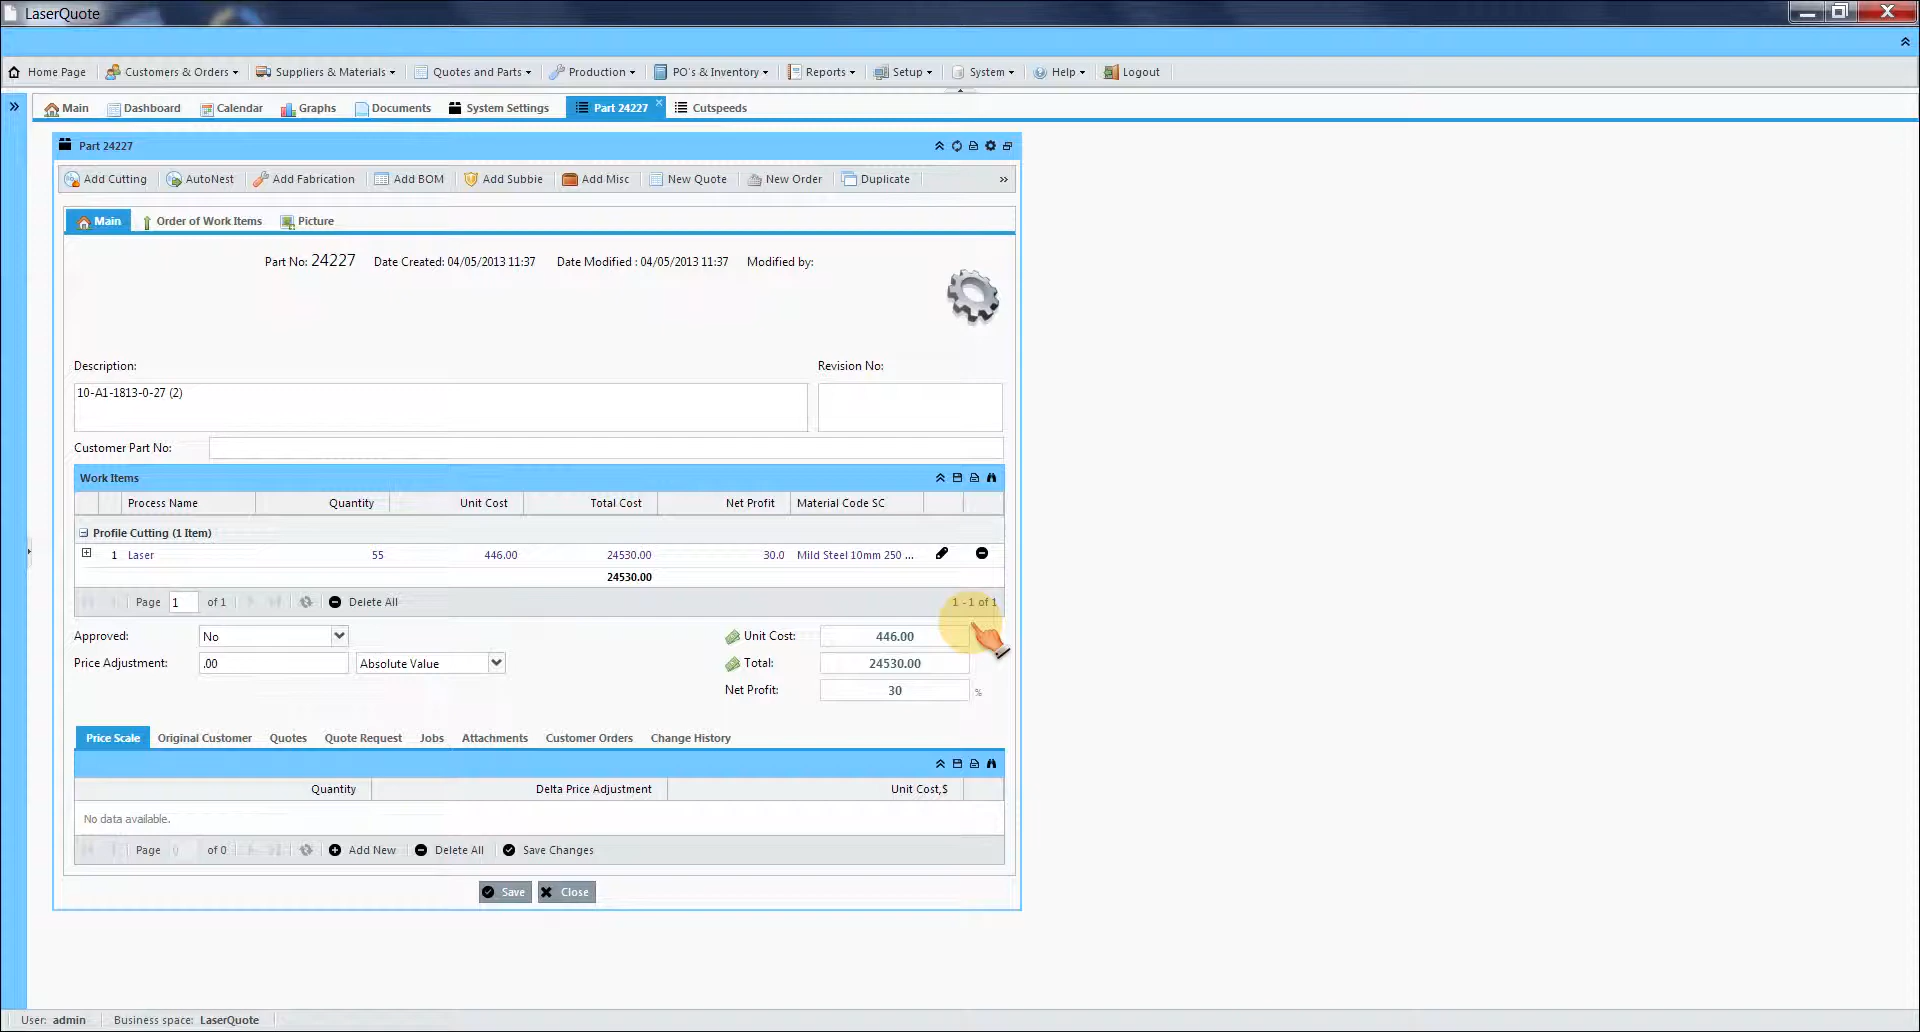 LaserQuote
Home Page Customers & Orders Suppliers & Materials Quotes and Parts Production PO's & Inventory Reports Setup System Help Logout
Main Dashboard Calendar Graphs Documents System Settings Part 24227 Cutspeeds
Part 24227
Add Cutting AutoNest Add Fabrication Add BOM Add Subbie Add Misc New Quote New Order Duplicate
Main Order of Work Items Picture
Part No: 24227 Date Created: 04/05/2013 11:37 Date Modified : 04/05/2013 11:37 Modified by:
Description: Revision No:
10-A1-1813-0-27 (2)
Customer Part No:
Work Items
Process Name Quantity Unit Cost Total Cost Net Profit Material Code SC
Profile Cutting (1 Item)
1 Laser 55 446.00 24530.00 30.0 Mild Steel 10mm 250 ...
24530.00
Page 1 of 1 Delete All 1 - 1 of 1
Approved: No Unit Cost: 446.00
Price Adjustment: .00 Absolute Value Total: 24530.00
Net Profit: 30 %
Price Scale Original Customer Quotes Quote Request Jobs Attachments Customer Orders Change History
Quantity Delta Price Adjustment Unit Cost,$
No data available.
Page 0 of 0 Add New Delete All Save Changes
Save Close
User: admin Business space: LaserQuote